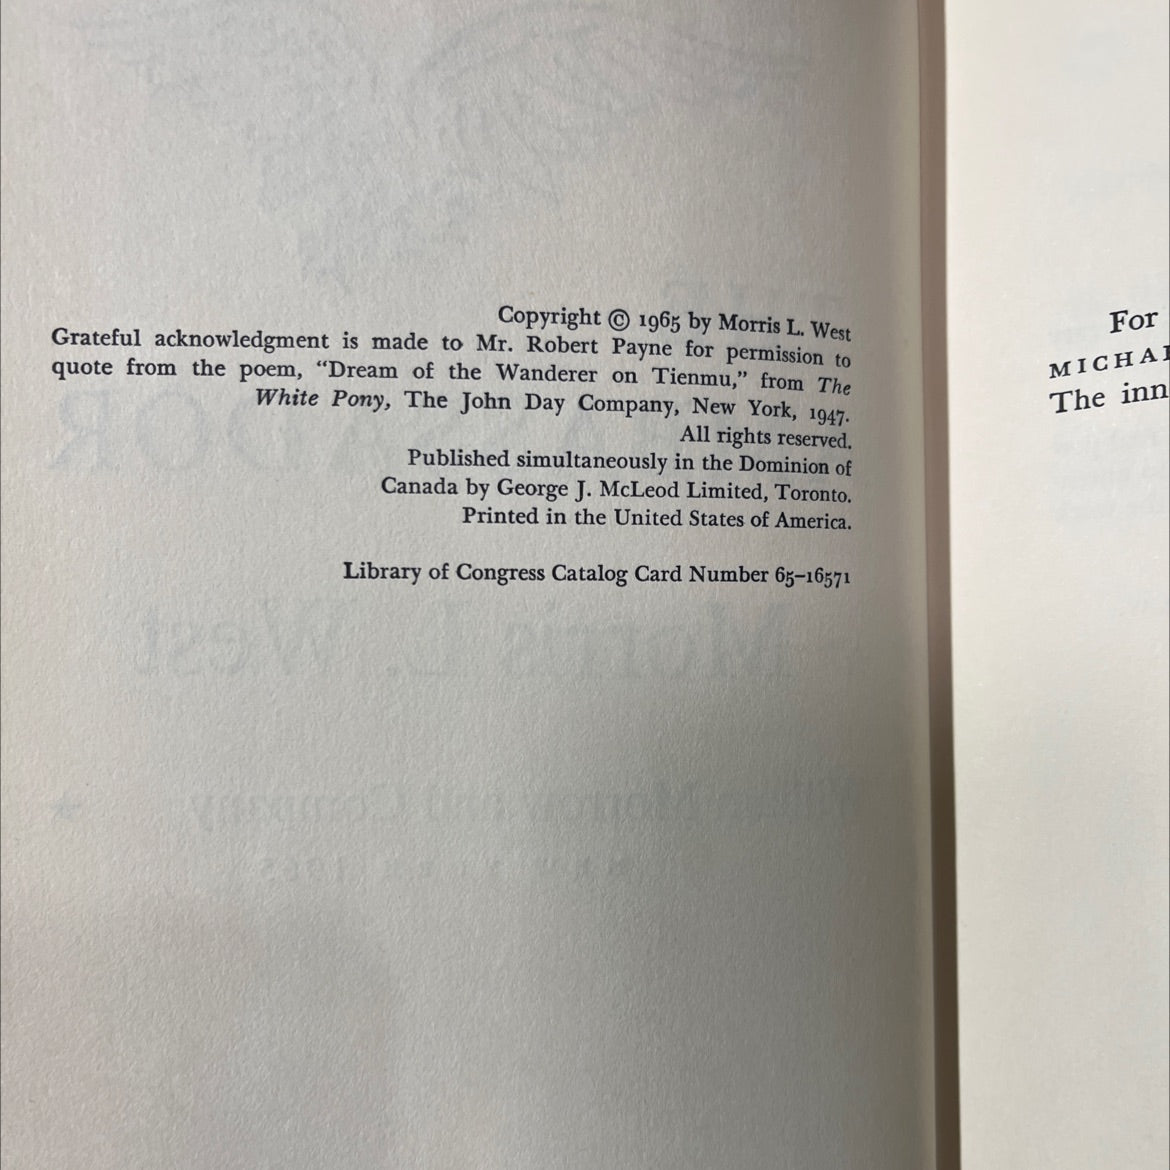 Copyright © 1965 by Morris L. West
Grateful acknowledgment is made to Mr. Robert Payne for permission to
quote from the poem, “Dream of the Wanderer on Tienmu,” from The
White Pony, The John Day Company, New York, 1947.
All rights reserved.
Published simultaneously in the Dominion of
Canada by George J. McLeod Limited, Toronto.
Printed in the United States of America.
Library of Congress Catalog Card Number 65–16571
For
The